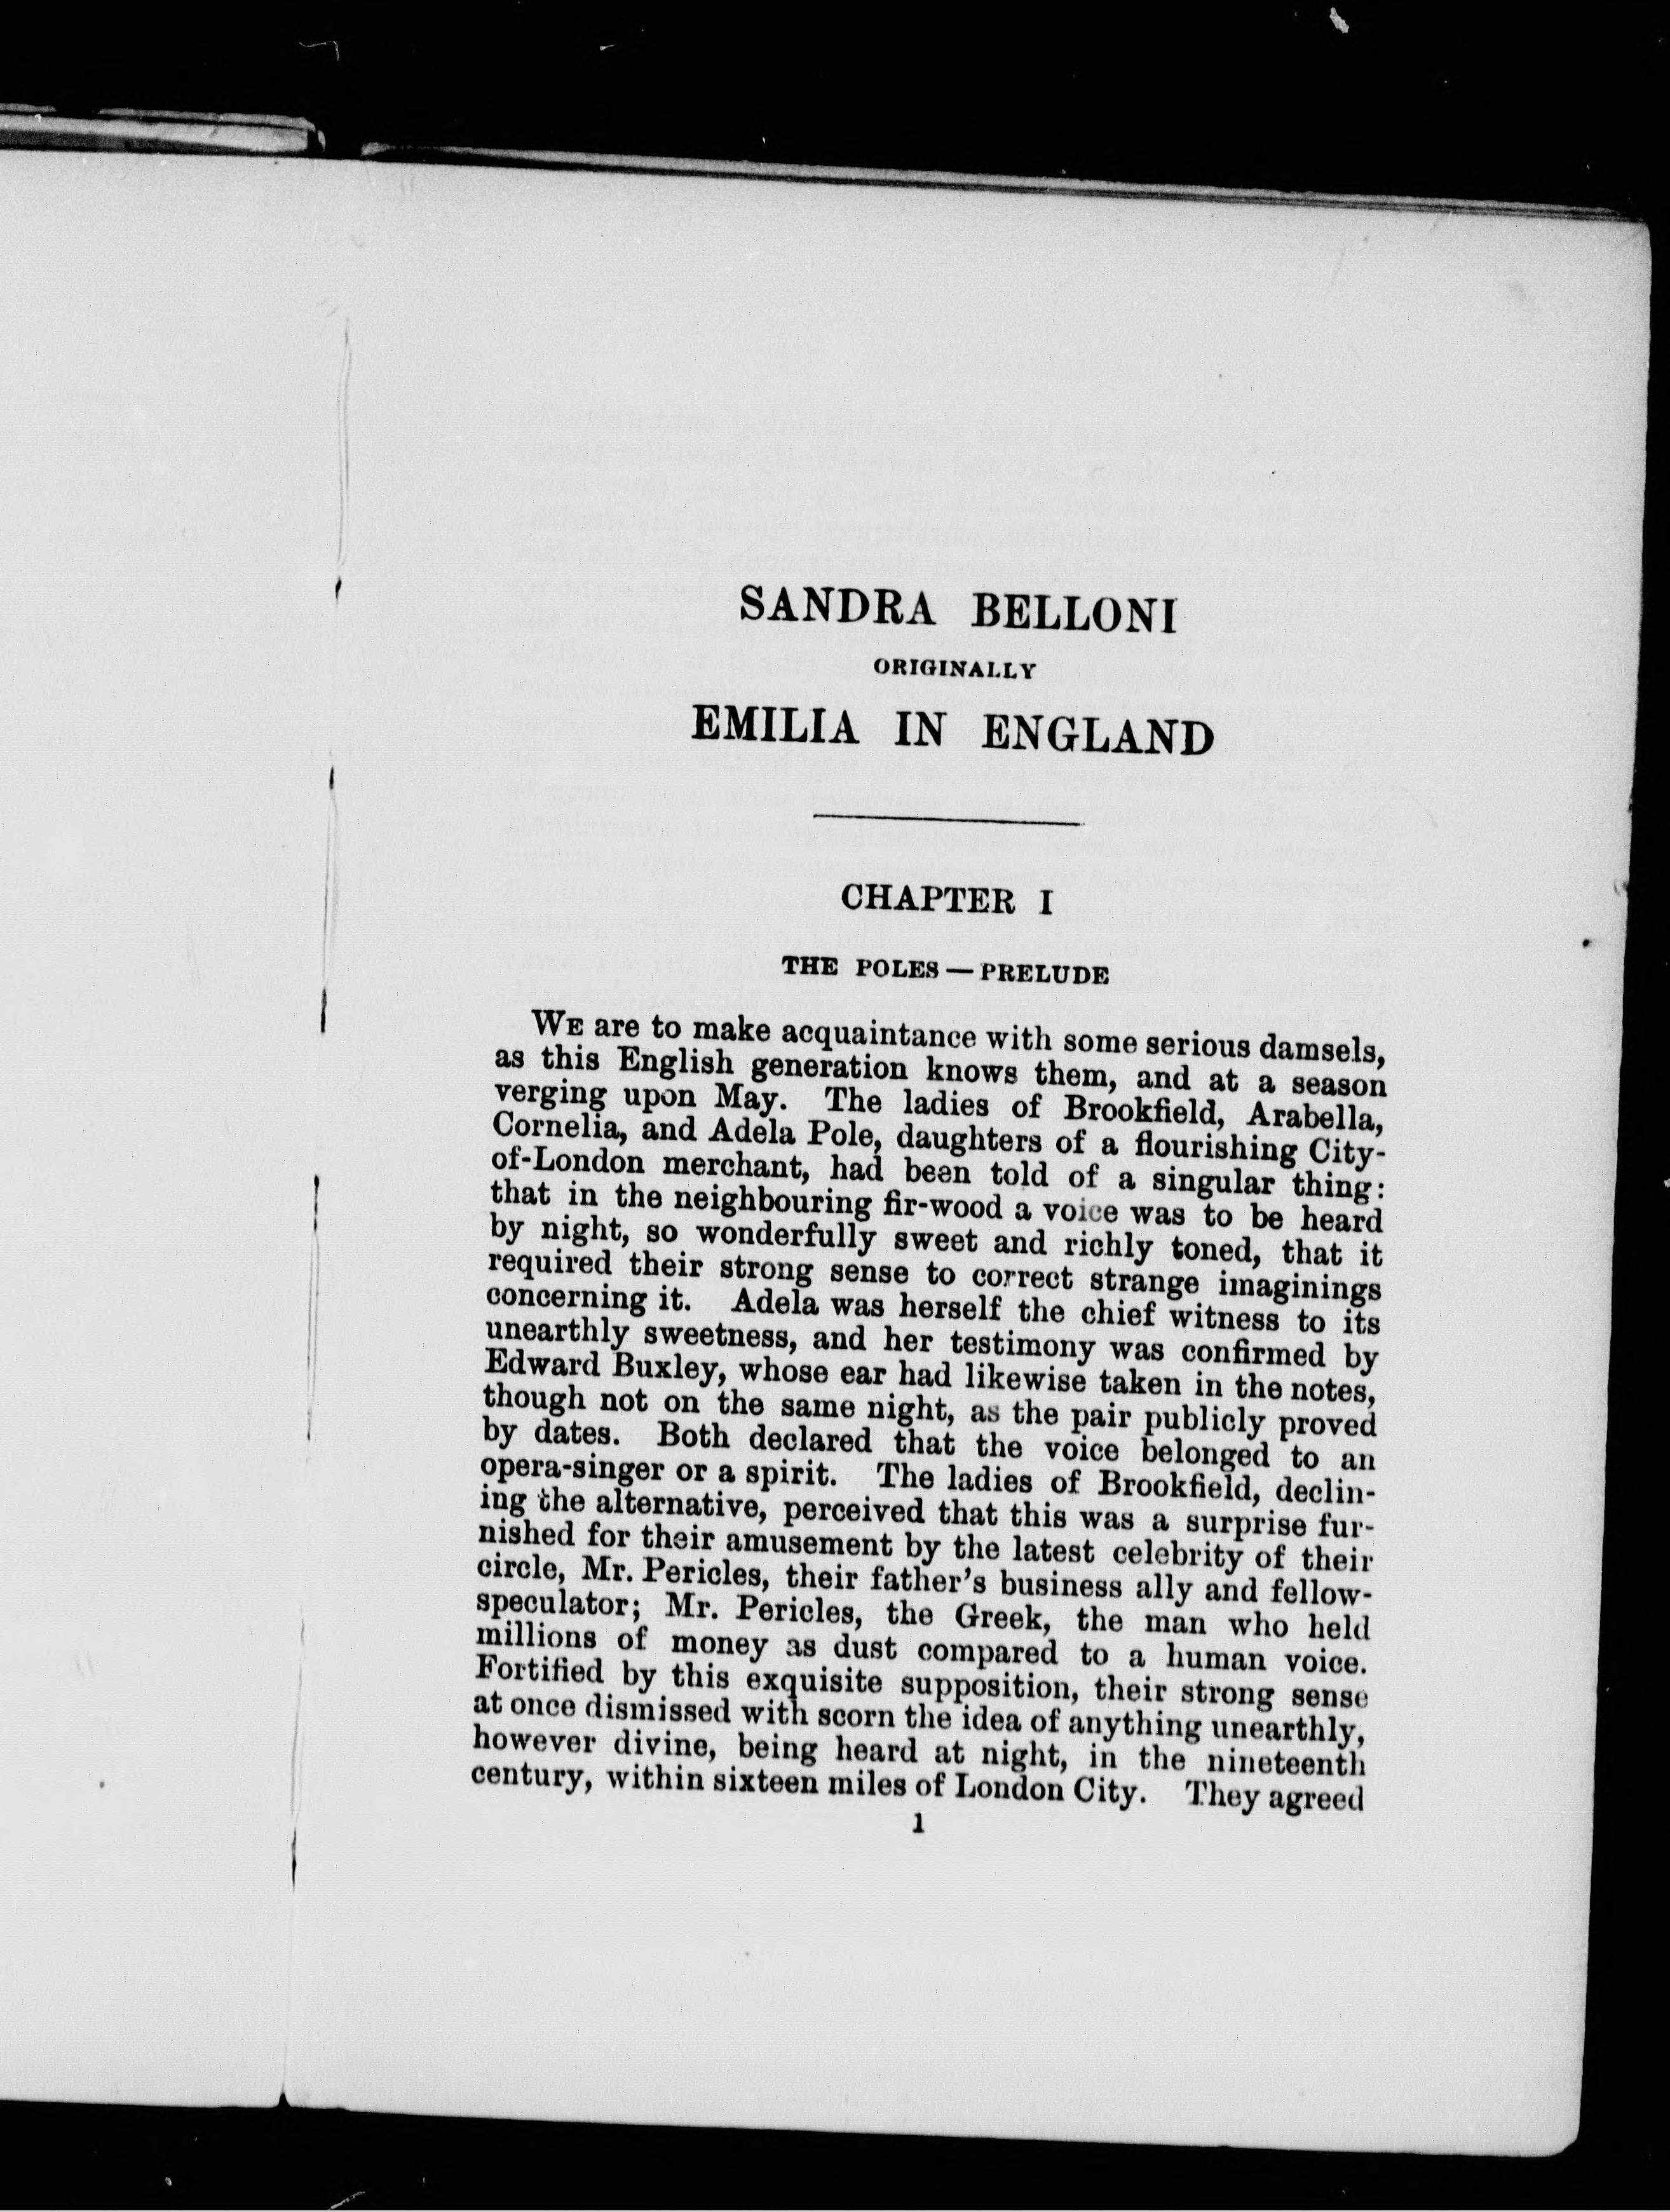 SANDRA BELLONI
ORIGINALLY
EMILIA IN ENGLAND
CHAPTER I
THE POLES — PRELUDE
WE are to make acquaintance with some serious damsels,
as this English generation knows them, and at a season
verging upon May. The ladies of Brookfield, Arabella,
Cornelia, and Adela Pole, daughters of a flourishing City-
of-London merchant, had been told of a singular thing:
that in the neighbouring fir-wood a voice was to be heard
by night, so wonderfully sweet and richly toned, that it
required their strong sense to correct strange imaginings
concerning it. Adela was herself the chief witness to its
unearthly sweetness, and her testimony was confirmed by
Edward Buxley, whose ear had likewise taken in the notes,
though not on the same night, as the pair publicly proved
by dates. Both declared that the voice belonged to an
opera-singer or a spirit. The ladies of Brookfield, declin-
ing the alternative, perceived that this was a surprise fur-
nished for their amusement by the latest celebrity of their
circle, Mr. Pericles, their father's business ally and fellow-
speculator; Mr. Pericles, the Greek, the man who held
millions of money as dust compared to a human voice.
Fortified by this exquisite supposition, their strong sense
at once dismissed with scorn the idea of anything unearthly,
however divine, being heard at night, in the nineteenth
century, within sixteen miles of London City. They agreed
1